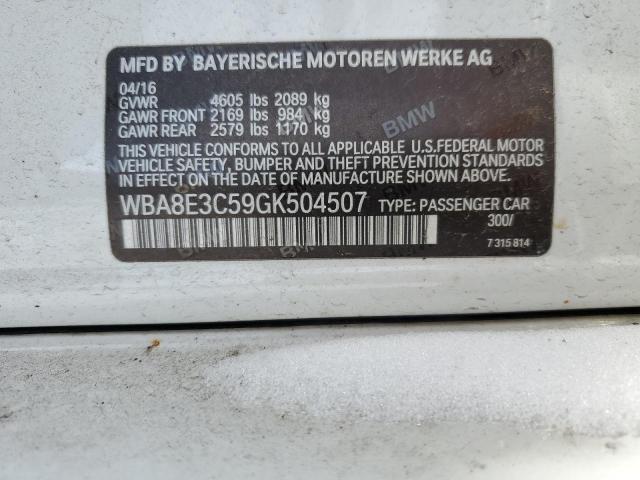 MFD BY BAYERISCHE MOTOREN WERKE AG
04/16
GVWR 4605 lbs 2089 kg
GAWR FRONT 2169 lbs 984 kg
GAWR REAR 2579 lbs 1170 kg
THIS VEHICLE CONFORMS TO ALL APPLICABLE U.S.FEDERAL MOTOR
VEHICLE SAFETY, BUMPER AND THEFT PREVENTION STANDARDS
IN EFFECT ON THE DATE OF MANUFACTURE SHOWN ABOVE.
WBA8E3C59GK504507 TYPE: PASSENGER CAR
300/
7 315 814
BMW